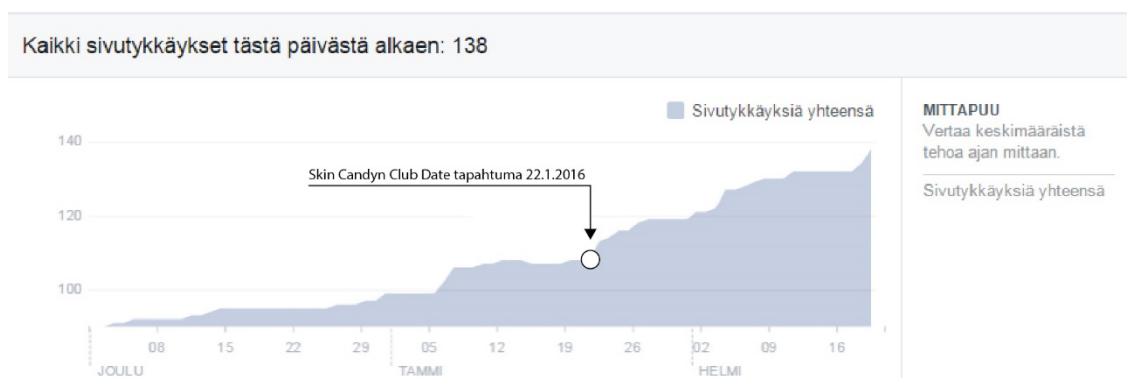 Kaikki sivutykkäykset tästä päivästä alkaen: 138
Sivutykkäyksiä yhteensä
MITTAPUU
Vertaa keskimääräistä
tehoa ajan mittaan.
Sivutykkäyksiä yhteensä
140
Skin Candyn Club Date tapahtuma 22.1.2016
120
100
08 15 22 29 05 12 19 26 02 09 16
JOULU TAMMI HELMI